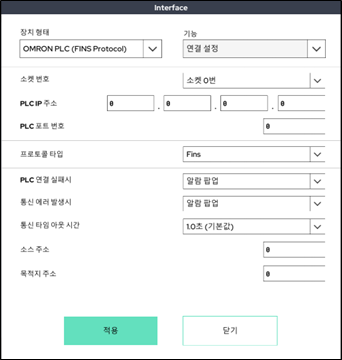 Interface
장치 형태 기능
OMRON PLC (FINS Protocol) 연결 설정
소켓 번호 소켓 0번
PLC IP 주소 0 . 0 . 0 . 0
PLC 포트 번호 0
프로토콜 타입 Fins
PLC 연결 실패시 알람 팝업
통신 에러 발생시 알람 팝업
통신 타임 아웃 시간 1.0초 (기본값)
소스 주소 0
목적지 주소 0
적용 닫기